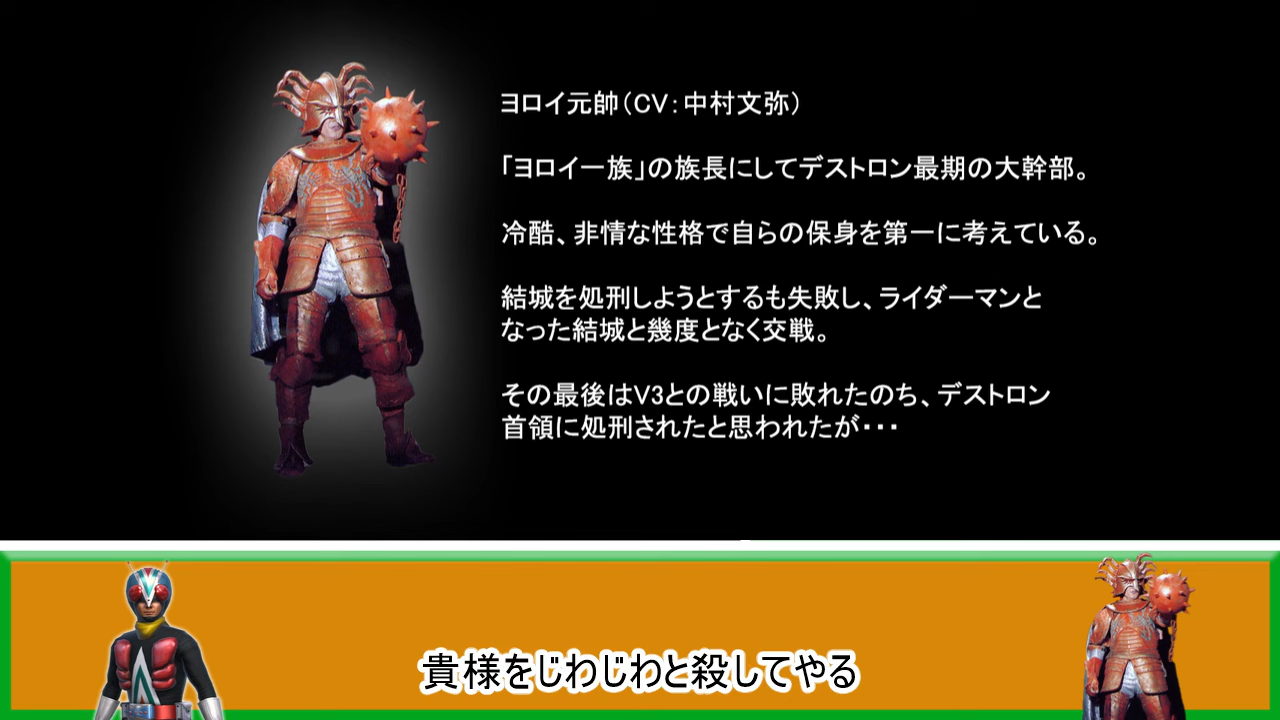 ヨロイ元帥（CV：中村文弥）
「ヨロイ一族」の族長にしてデストロン最期の大幹部。
冷酷、非情な性格で自らの保身を第一に考えている。
結城を処刑しようとするも失敗し、ライダーマンと
なった結城と幾度となく交戦。
その最後はV3との戦いに敗れたのち、デストロン
首領に処刑されたと思われたが・・・
貴様をじわじわと殺してやる